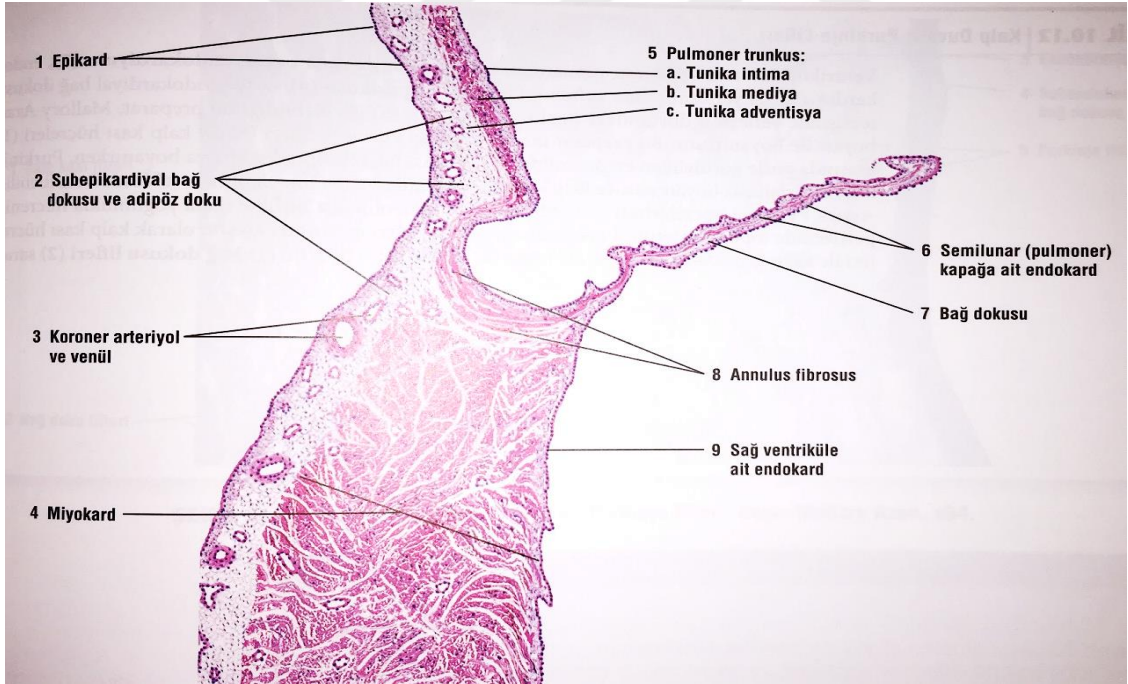 1 Epikard
2 Subepikardiyal bağ
dokusu ve adipöz doku
3 Koroner arteriyol
ve venül
4 Miyokard
5 Pulmoner trunkus:
a. Tunika intima
b. Tunika mediya
c. Tunika adventisya
6 Semilunar (pulmoner)
kapağa ait endokard
7 Bağ dokusu
8 Annulus fibrosus
9 Sağ ventriküle
ait endokard